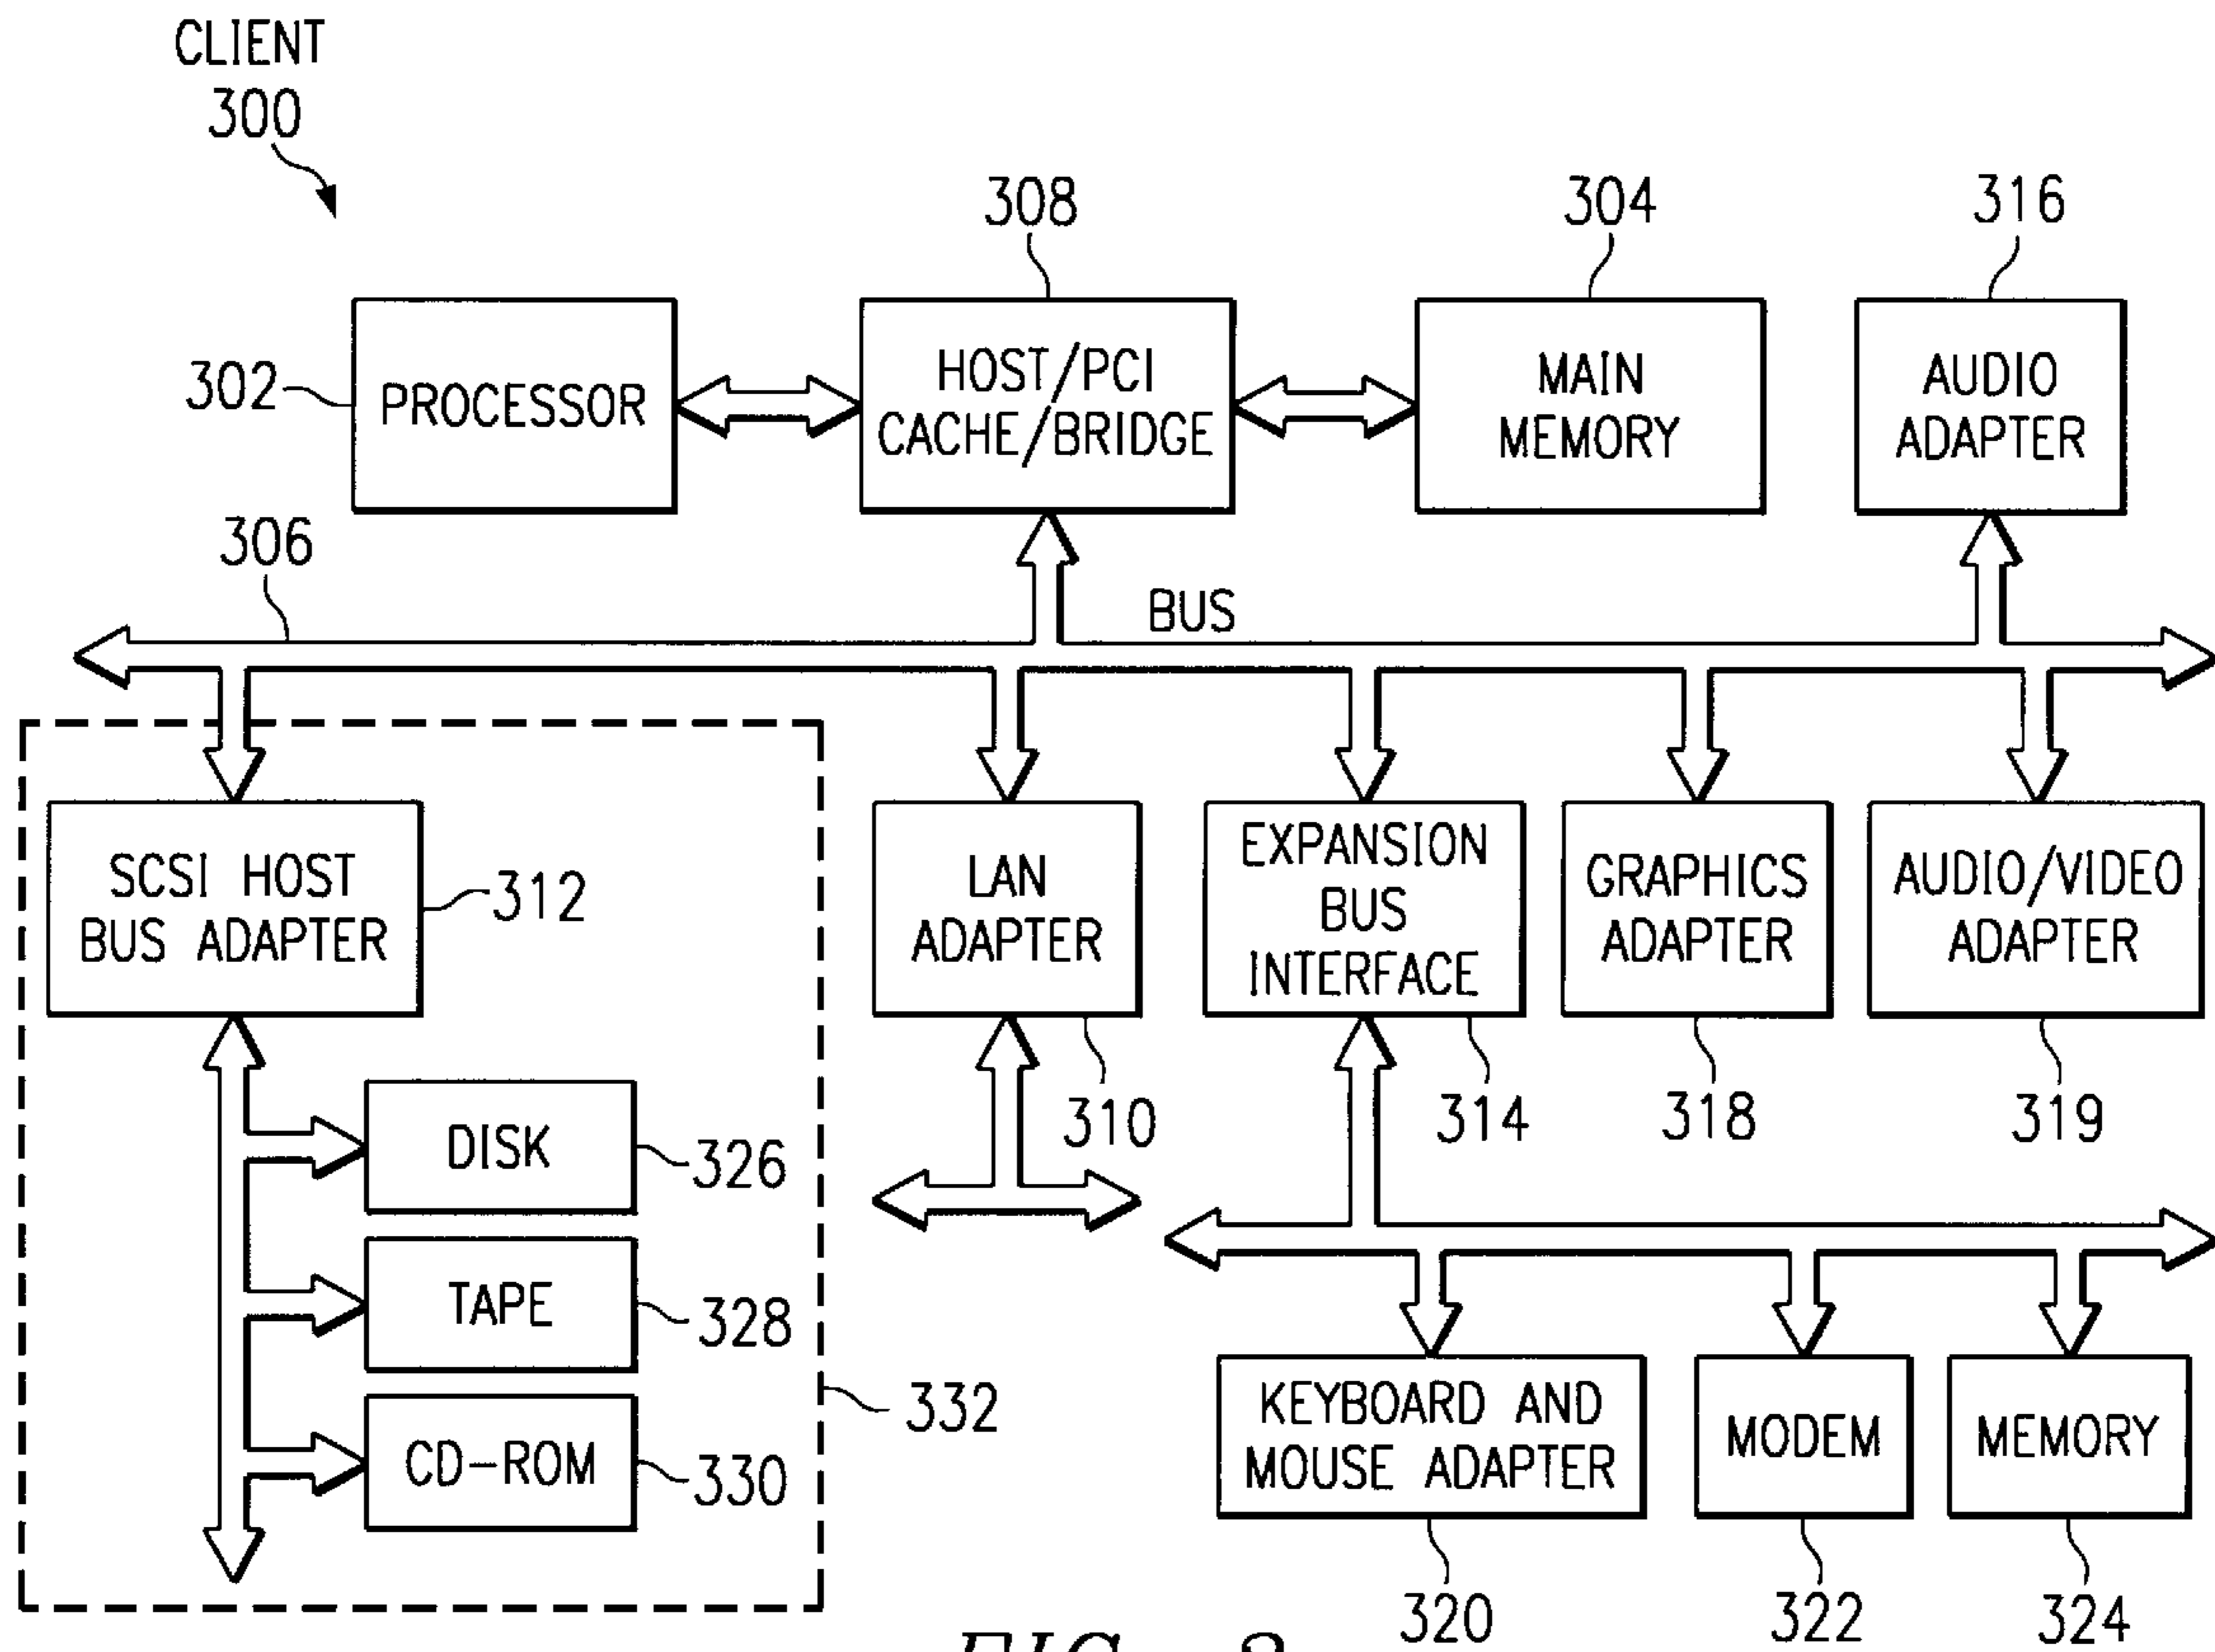 CLIENT
300
308
304
316
302
PROCESSOR
HOST/PCI
CACHE/BRIDGE
MAIN
MEMORY
AUDIO
ADAPTER
306
BUS
SCSI HOST
BUS ADAPTER
312
LAN
ADAPTER
EXPANSION
BUS
INTERFACE
GRAPHICS
ADAPTER
AUDIO/VIDEO
ADAPTER
310
314
318
319
DISK
326
TAPE
328
CD-ROM
330
332
KEYBOARD AND
MOUSE ADAPTER
MODEM
MEMORY
320
322
324
FIG.